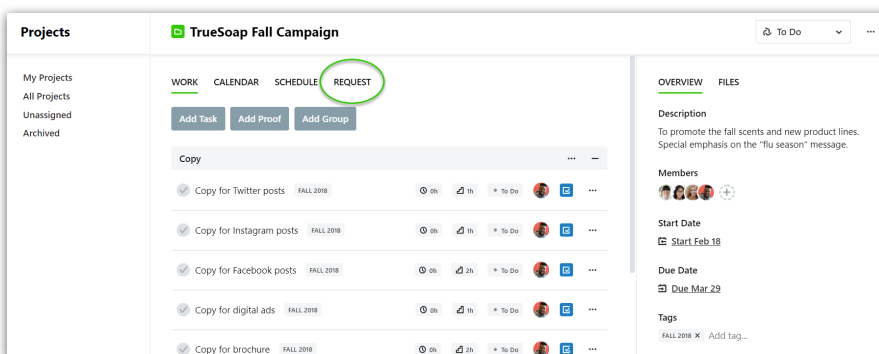 Projects
TrueSoap Fall Campaign
To Do
...
My Projects
All Projects
Unassigned
Archived
WORK CALENDAR SCHEDULE REQUEST
Add Task Add Proof Add Group
Copy
...
Copy for Twitter posts FALL 2018 0h 1h To Do ...
Copy for Instagram posts FALL 2018 0h 1h To Do ...
Copy for Facebook posts FALL 2018 0h 2h To Do ...
Copy for digital ads FALL 2018 0h 1h To Do ...
Copy for brochure FALL 2018 0h 2h To Do ...
OVERVIEW FILES
Description
To promote the fall scents and new product lines.
Special emphasis on the "flu season" message.
Members
Start Date
Start Feb 18
Due Date
Due Mar 29
Tags
FALL 2018 × Add tag...